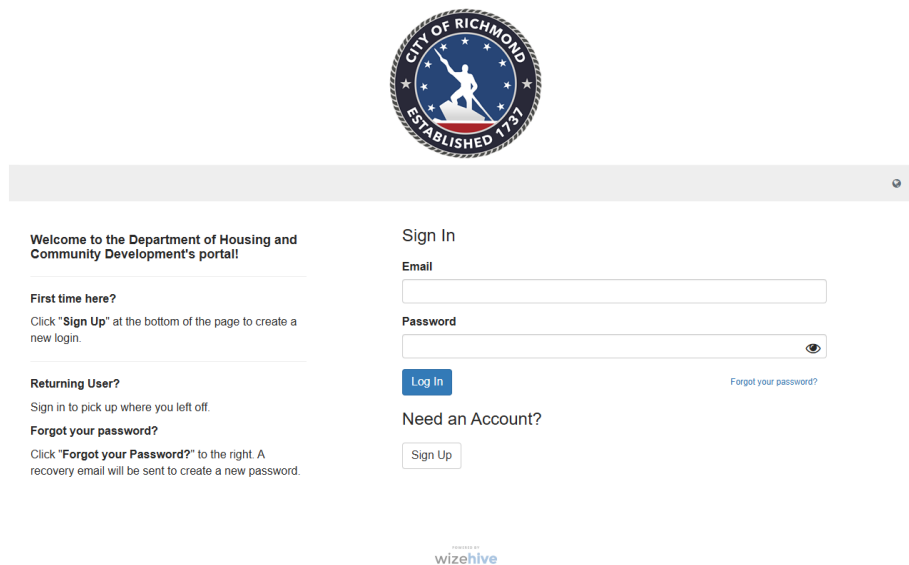 CITY OF RICHMOND
ESTABLISHED 1737
Welcome to the Department of Housing and
Community Development's portal!
First time here?
Click "Sign Up" at the bottom of the page to create a
new login.
Returning User?
Sign in to pick up where you left off.
Forgot your password?
Click "Forgot your Password?" to the right. A
recovery email will be sent to create a new password.
Sign In
Email
Password
Log In
Forgot your password?
Need an Account?
Sign Up
POWERED BY
wizehive